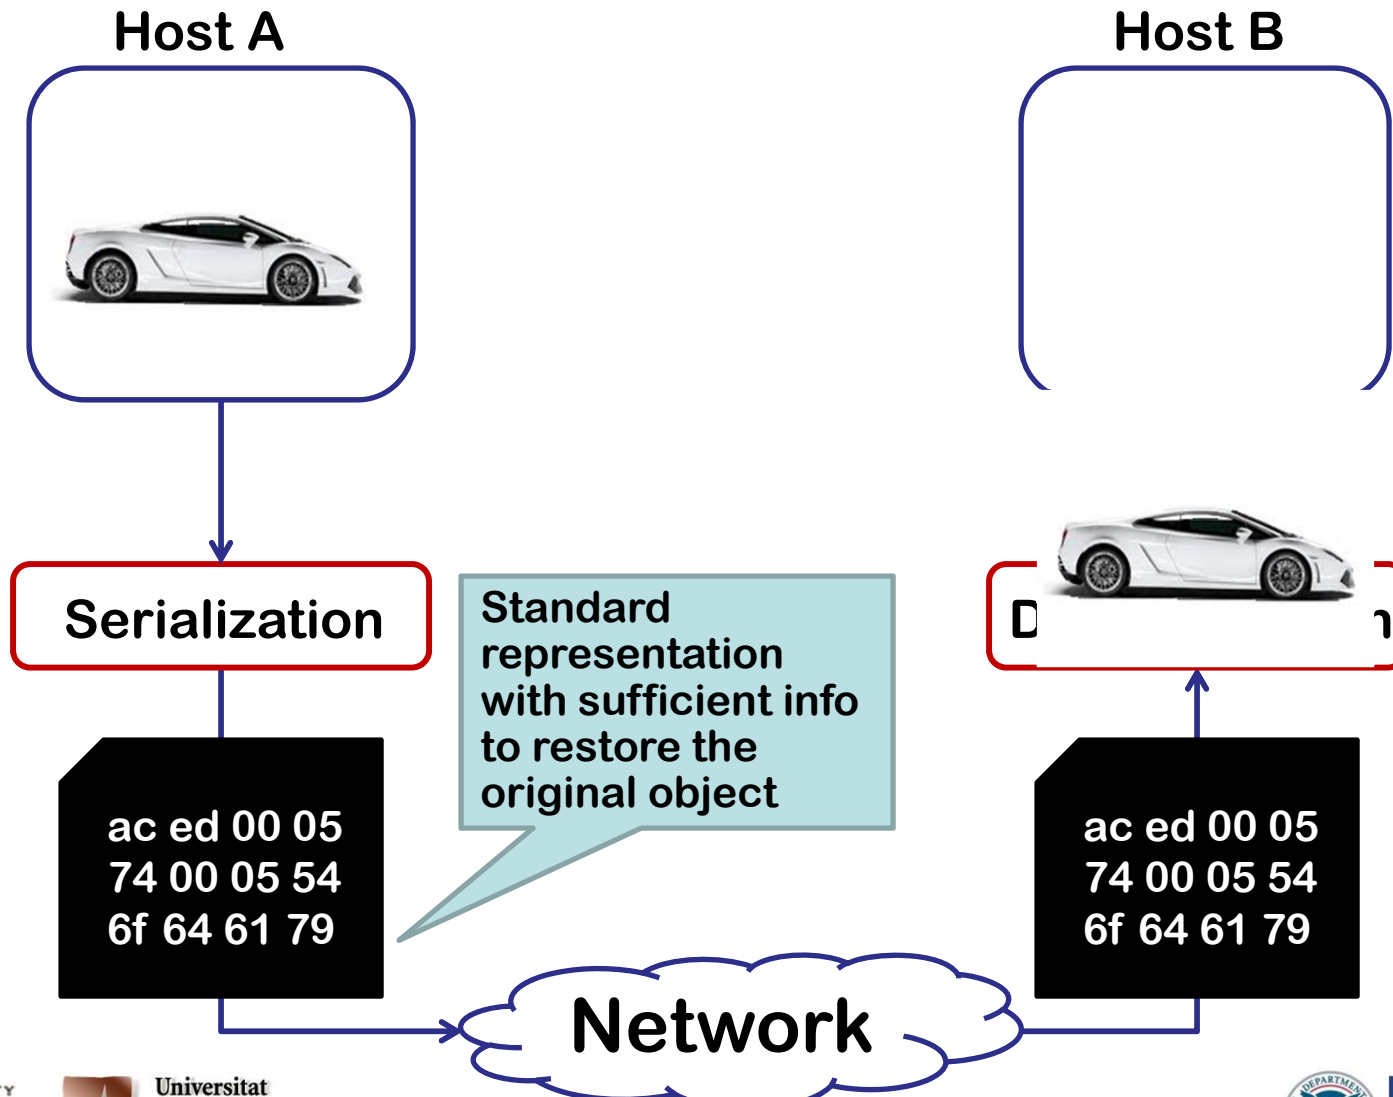 Host A
Host B
Serialization
Standard
representation
with sufficient info
to restore the
original object
ac ed 00 05
74 00 05 54
6f 64 61 79
ac ed 00 05
74 00 05 54
6f 64 61 79
Network
Universitat